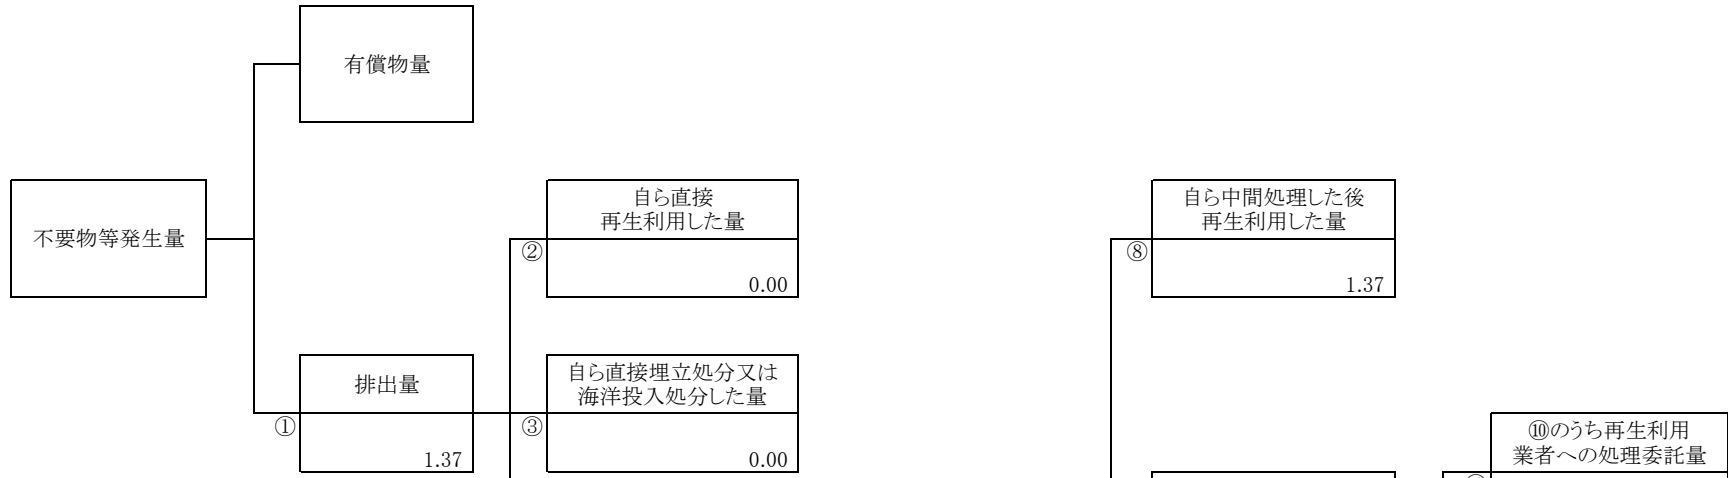 有償物量
不要物等発生量
自ら直接
再生利用した量
②
0.00
自ら中間処理した後
再生利用した量
⑧
1.37
排出量
①
1.37
自ら直接埋立処分又は
海洋投入処分した量
③
0.00
⑩のうち再生利用
業者への処理委託量